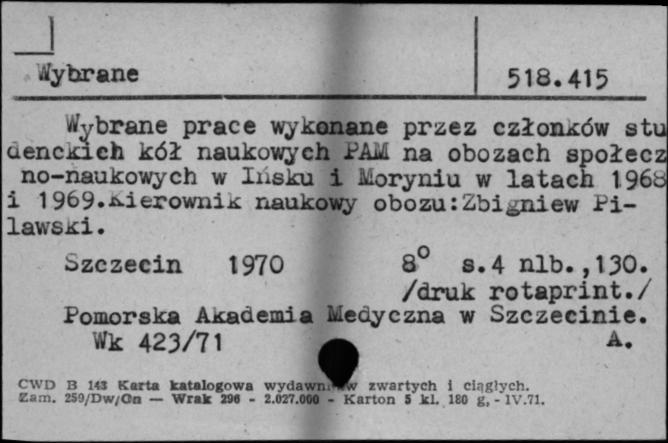 Wybrane
518.415
Wybrane prace wykonane przez członków stu
denckich kół naukowych PAM na obozach społecz
no-naukowych w Ińsku i Moryniu w latach 1968
i 1969.Kierownik naukowy obozu:Zbigniew Pi-
lawski.
Szczecin 1970 8° s.4 nlb.,130.
/druk rotaprint./
Pomorska Akademia Medyczna w Szczecinie.
Wk 423/71 A.
CWD B 143 Karta katalogowa zwartych i ciągłych.
Zam. 259/Dw/Gn — Wrak 296 - 2.027.000 - Karton 5 kl. 180 g, - IV.71.